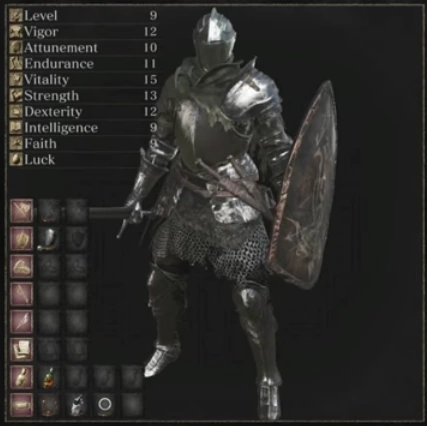 Level 9
Vigor 12
Attunement 10
Endurance 11
Vitality 15
Strength 13
Dexterity 12
Intelligence 9
Faith
Luck